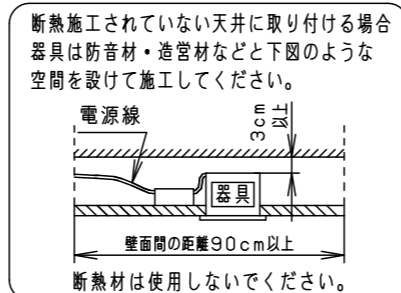 断熱施工されていない天井に取り付ける場合
器具は防音材・造営材などと下図のような
空間を設けて施工してください。
電源線
3cm
以上
器具
壁面間の距離90cm以上
断熱材は使用しないでください。